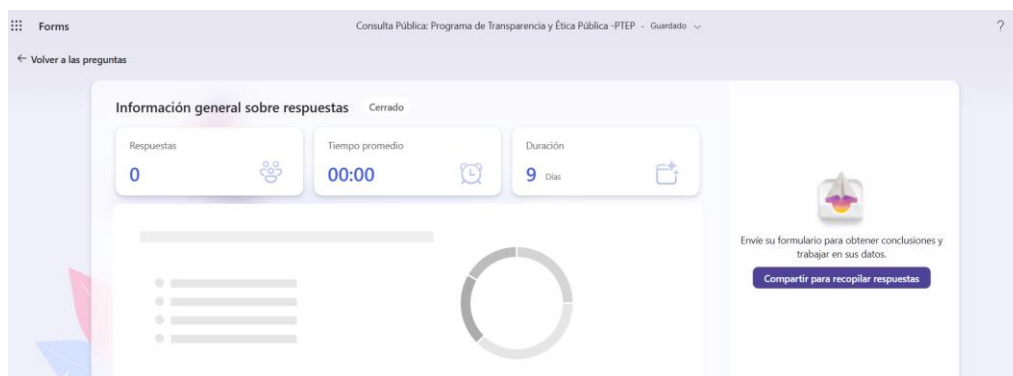 Forms
Consulta Pública: Programa de Transparencia y Ética Pública -PTEP - Guardado
?
← Volver a las preguntas
Información general sobre respuestas Cerrado
Respuestas
0
Tiempo promedio
00:00
Duración
9 Días
Envíe su formulario para obtener conclusiones y
trabajar en sus datos.
Compartir para recopilar respuestas